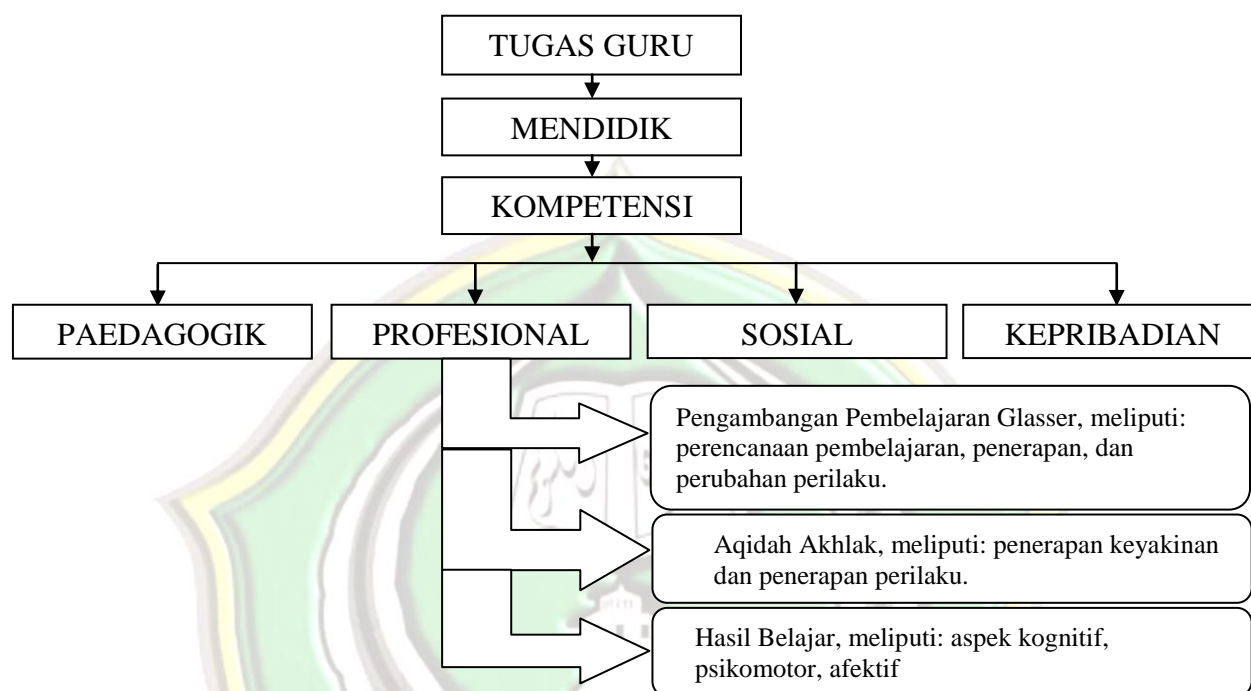 TUGAS GURU
MENDIDIK
KOMPETENSI
PAEDAGOGIK
PROFESIONAL
SOSIAL
KEPRIBADIAN
Pengambangan Pembelajaran Glasser, meliputi:
perencanaan pembelajaran, penerapan, dan
perubahan perilaku.
Aqidah Akhlak, meliputi: penerapan keyakinan
dan penerapan perilaku.
Hasil Belajar, meliputi: aspek kognitif,
psikomotor, afektif